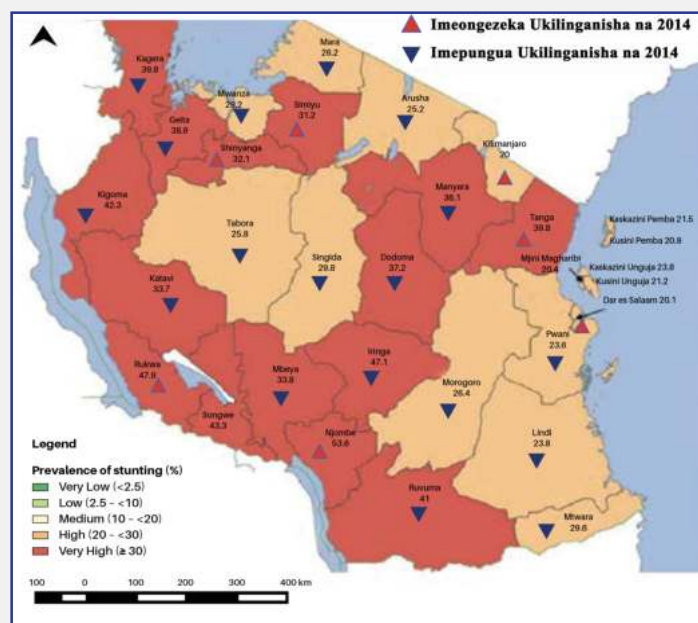 Imeongezeka Ukilinganisha na 2014
Imepungua Ukilinganisha na 2014
Kagera
39.8
Mara
26.2
Mwanza
29.2
Simiyu
31.2
Arusha
25.2
Geita
38.9
Shinyanga
32.1
Kilimanjaro
20
Kigoma
42.3
Manyara
36.1
Tanga
39.8
Kaskazini Pemba 21.5
Kusini Pemba 20.8
Tabora
25.8
Singida
29.8
Dodoma
37.2
Mjini Magharibi
20.4
Kaskazini Unguja 23.8
Kusini Unguja 21.2
Dar es Salaam 20.1
Katavi
33.7
Pwani
23.8
Rukwa
47.9
Mbeya
33.8
Iringa
47.1
Morogoro
26.4
Songwe
43.3
Njombe
53.6
Lindi
23.8
Ruvuma
41
Mtwara
29.6
Legend
Prevalence of stunting (%)
Very Low (<2.5)
Low (2.5 - <10)
Medium (10 - <20)
High (20 - <30)
Very High (≥ 30)
100 0 100 200 300 400 km